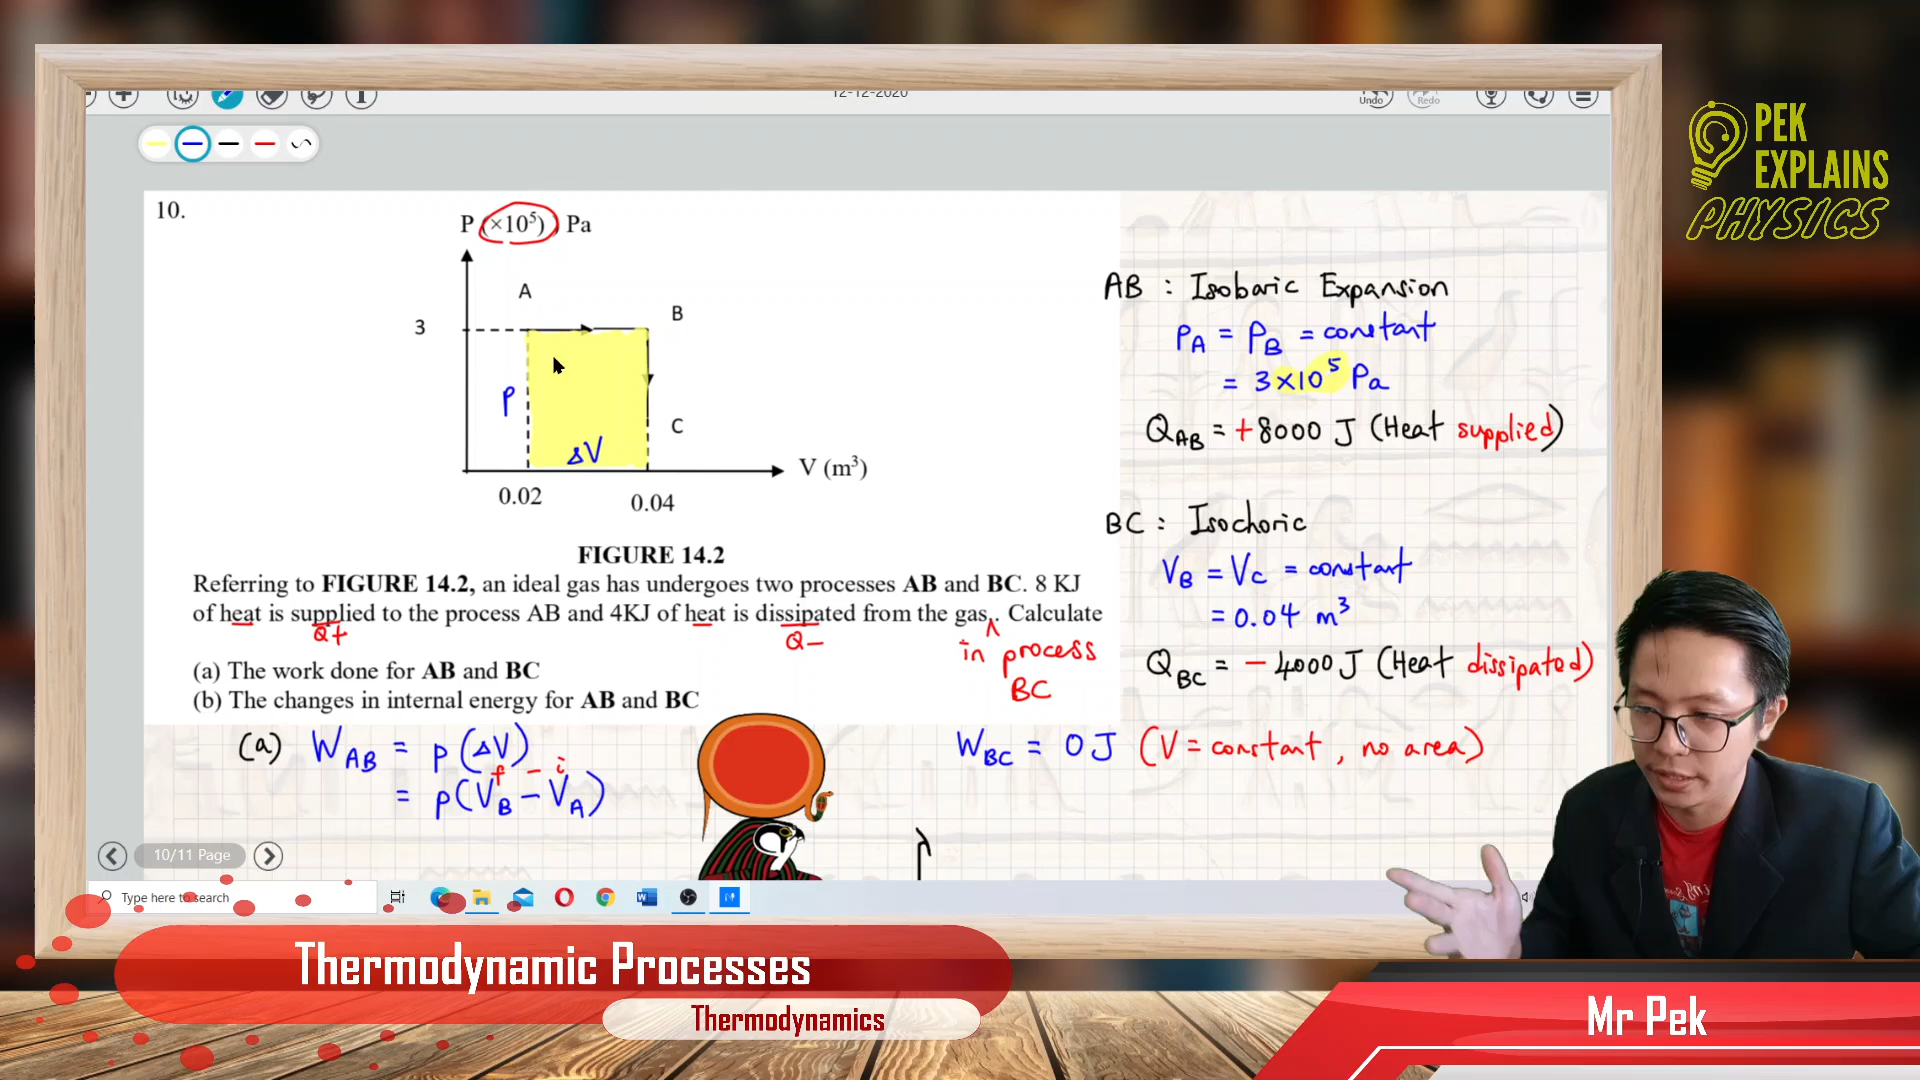 12-12-2020
Undo
Redo
PEK
EXPLAINS
PHYSICS
10.
P (×10⁵) Pa
A
B
3
P
C
ΔV
V (m³)
0.02
0.04
FIGURE 14.2
Referring to FIGURE 14.2, an ideal gas has undergoes two processes AB and BC. 8 KJ
of heat is supplied to the process AB and 4KJ of heat is dissipated from the gas,. Calculate
Q+
Q−
in process
BC
(a) The work done for AB and BC
(b) The changes in internal energy for AB and BC
AB : Isobaric Expansion
P_A = P_B = constant
= 3×10⁵ Pa
Q_AB = +8000 J (Heat supplied)
BC : Isochoric
V_B = V_C = constant
= 0.04 m³
Q_BC = − 4000 J (Heat dissipated)
(a) W_AB = p(ΔV)
f − i
= p(V_B − V_A)
W_BC = 0 J (V = constant, no area)
10/11 Page
Type here to search
Thermodynamic Processes
Thermodynamics
Mr Pek